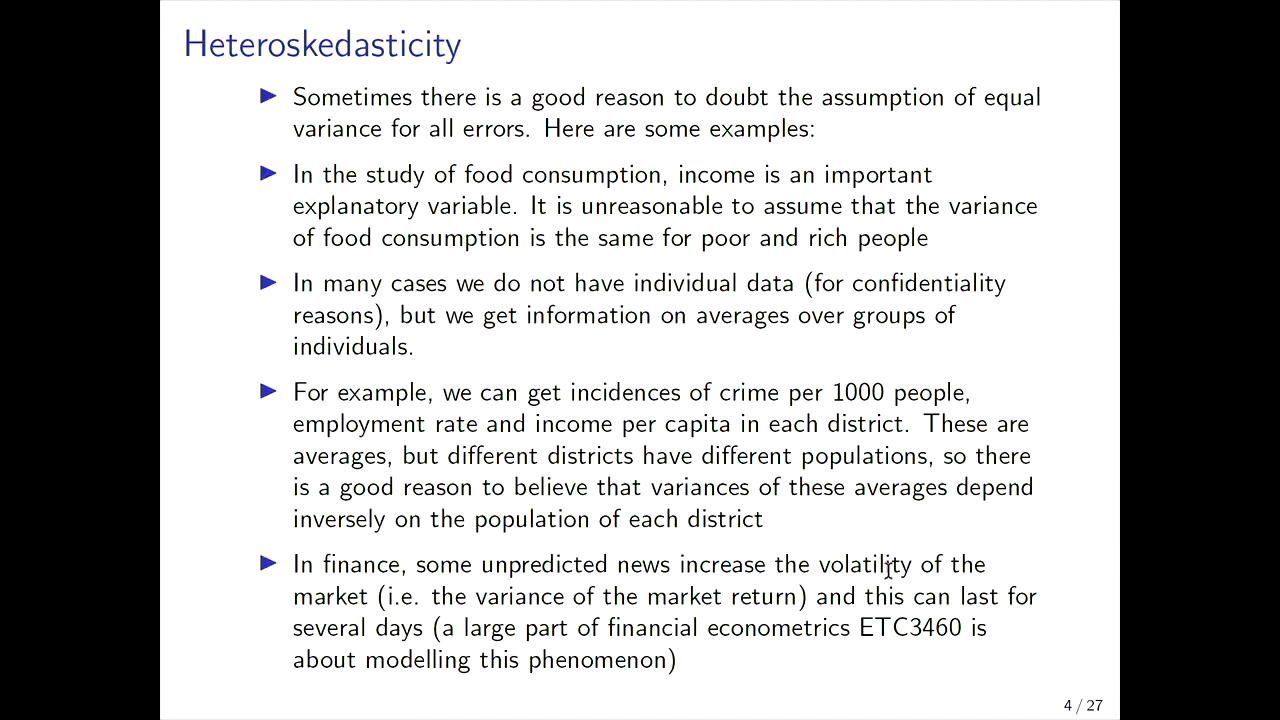 Heteroskedasticity
▶ Sometimes there is a good reason to doubt the assumption of equal
variance for all errors. Here are some examples:
▶ In the study of food consumption, income is an important
explanatory variable. It is unreasonable to assume that the variance
of food consumption is the same for poor and rich people
▶ In many cases we do not have individual data (for confidentiality
reasons), but we get information on averages over groups of
individuals.
▶ For example, we can get incidences of crime per 1000 people,
employment rate and income per capita in each district. These are
averages, but different districts have different populations, so there
is a good reason to believe that variances of these averages depend
inversely on the population of each district
▶ In finance, some unpredicted news increase the volatility of the
market (i.e. the variance of the market return) and this can last for
several days (a large part of financial econometrics ETC3460 is
about modelling this phenomenon)
4 / 27